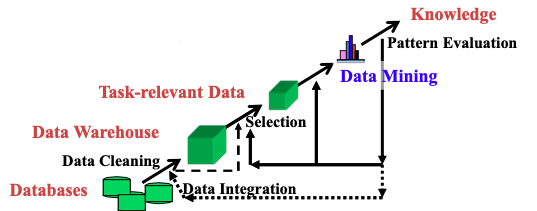 Knowledge
Pattern Evaluation
Data Mining
Task-relevant Data
Selection
Data Warehouse
Data Cleaning
Data Integration
Databases